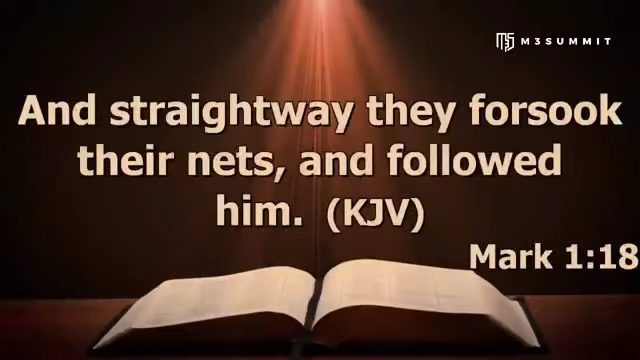 M3SUMMIT
And straightway they forsook
their nets, and followed
him. (KJV)
Mark 1:18